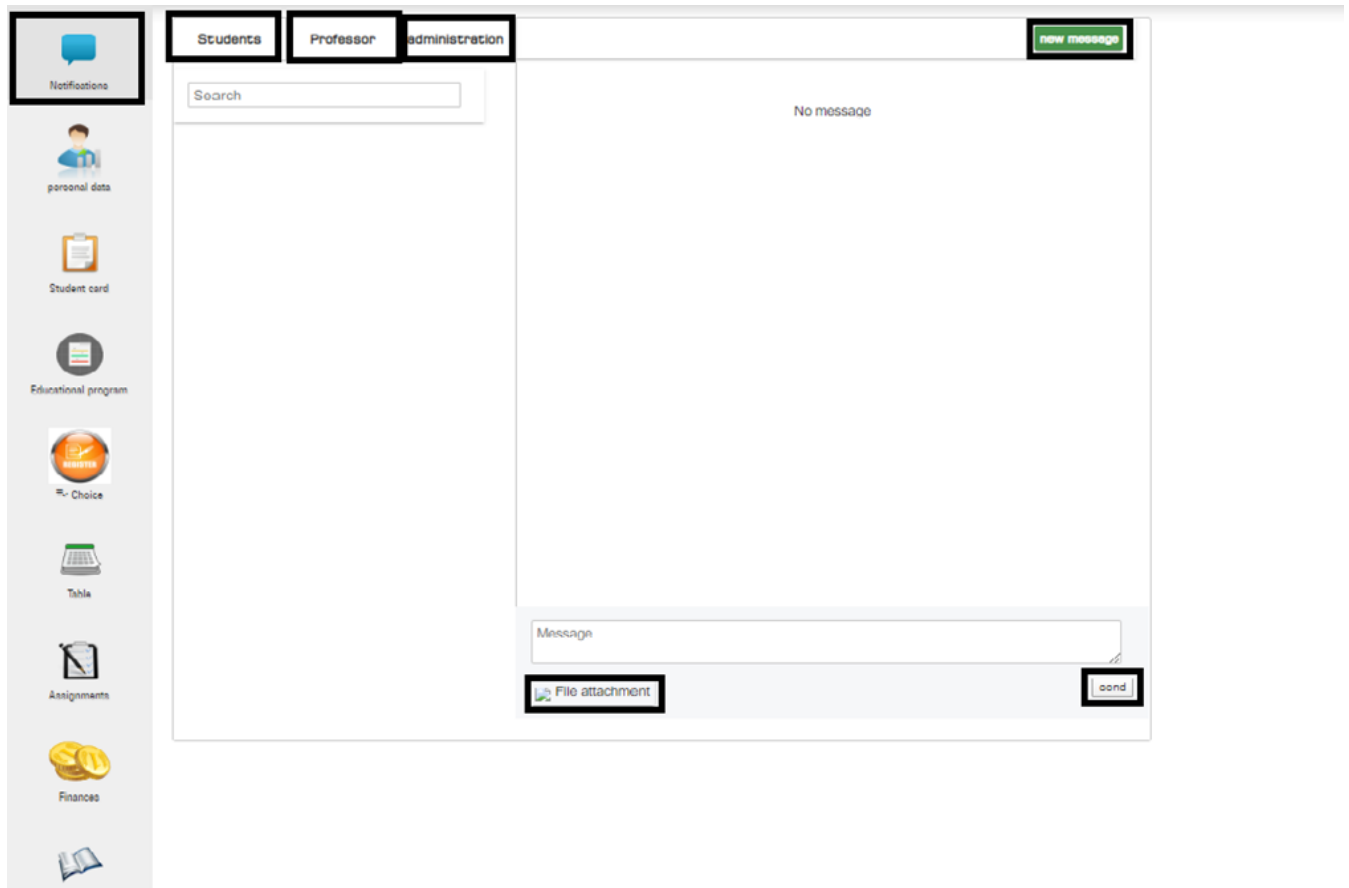 Notifications
personal data
Student card
Educational program
REGISTER
Choice
Table
Assignments
Finances
Students
Professor
administration
new message
Search
No message
Message
File attachment
send